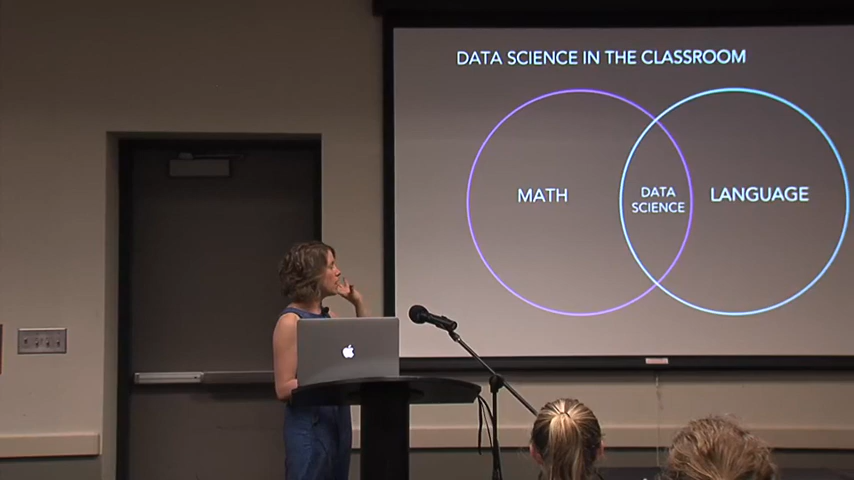 DATA SCIENCE IN THE CLASSROOM
MATH
DATA
SCIENCE
LANGUAGE